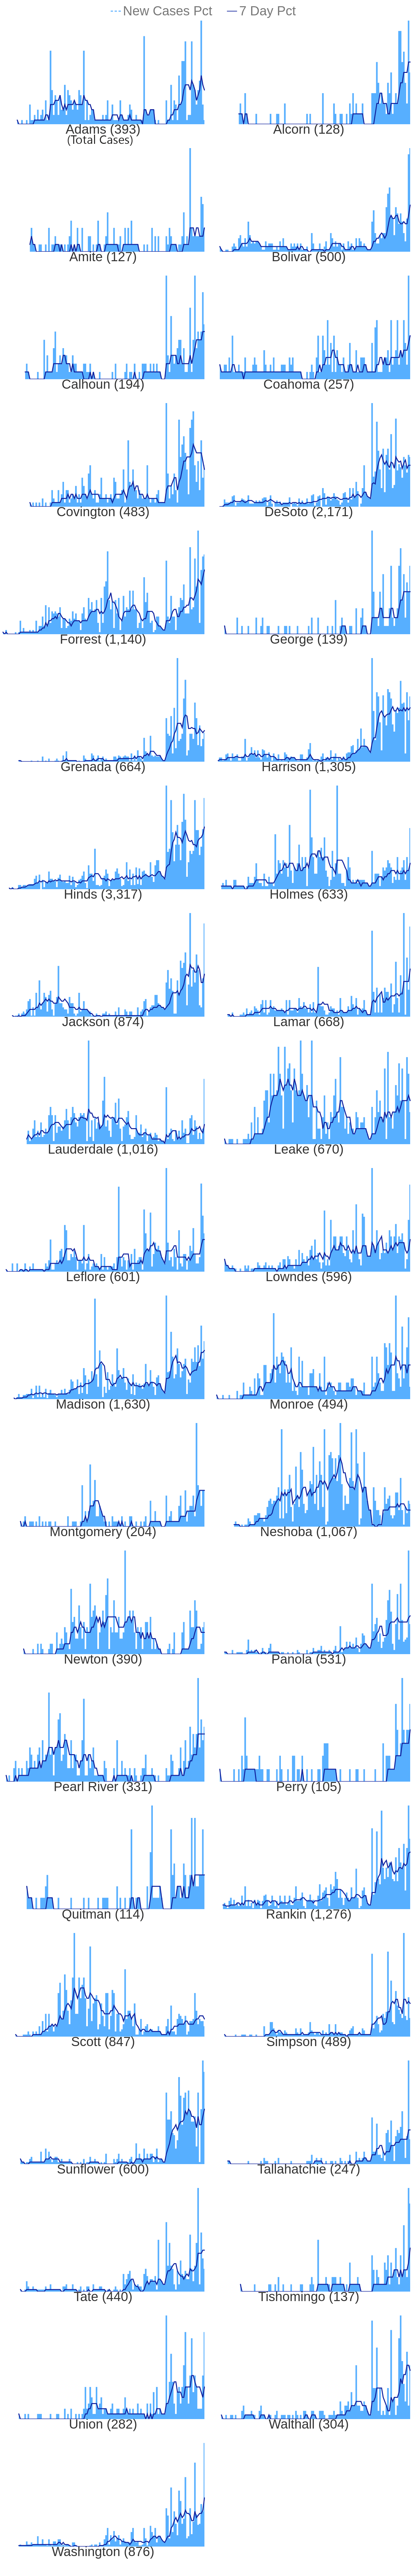 New Cases Pct 7 Day Pct
Adams (393) Alcorn (128)
(Total Cases)
Amite (127) Bolivar (500)
Calhoun (194) Coahoma (257)
Covington (483) DeSoto (2,171)
Forrest (1,140) George (139)
Grenada (664) Harrison (1,305)
Hinds (3,317) Holmes (633)
Jackson (874) Lamar (668)
Lauderdale (1,016) Leake (670)
Leflore (601) Lowndes (596)
Madison (1,630) Monroe (494)
Montgomery (204) Neshoba (1,067)
Newton (390) Panola (531)
Pearl River (331) Perry (105)
Quitman (114) Rankin (1,276)
Scott (847) Simpson (489)
Sunflower (600) Tallahatchie (247)
Tate (440) Tishomingo (137)
Union (282) Walthall (304)
Washington (876)